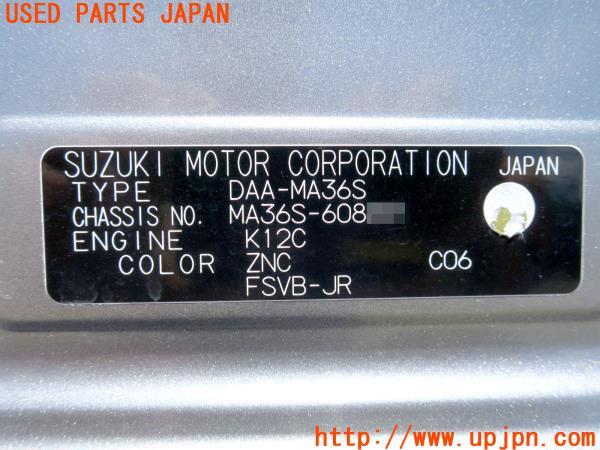 USED PARTS JAPAN
SUZUKI MOTOR CORPORATION JAPAN
TYPE DAA-MA36S
CHASSIS NO. MA36S-608
ENGINE K12C
COLOR ZNC C06
FSVB-JR
UPJ
http://www.upjpn.com/